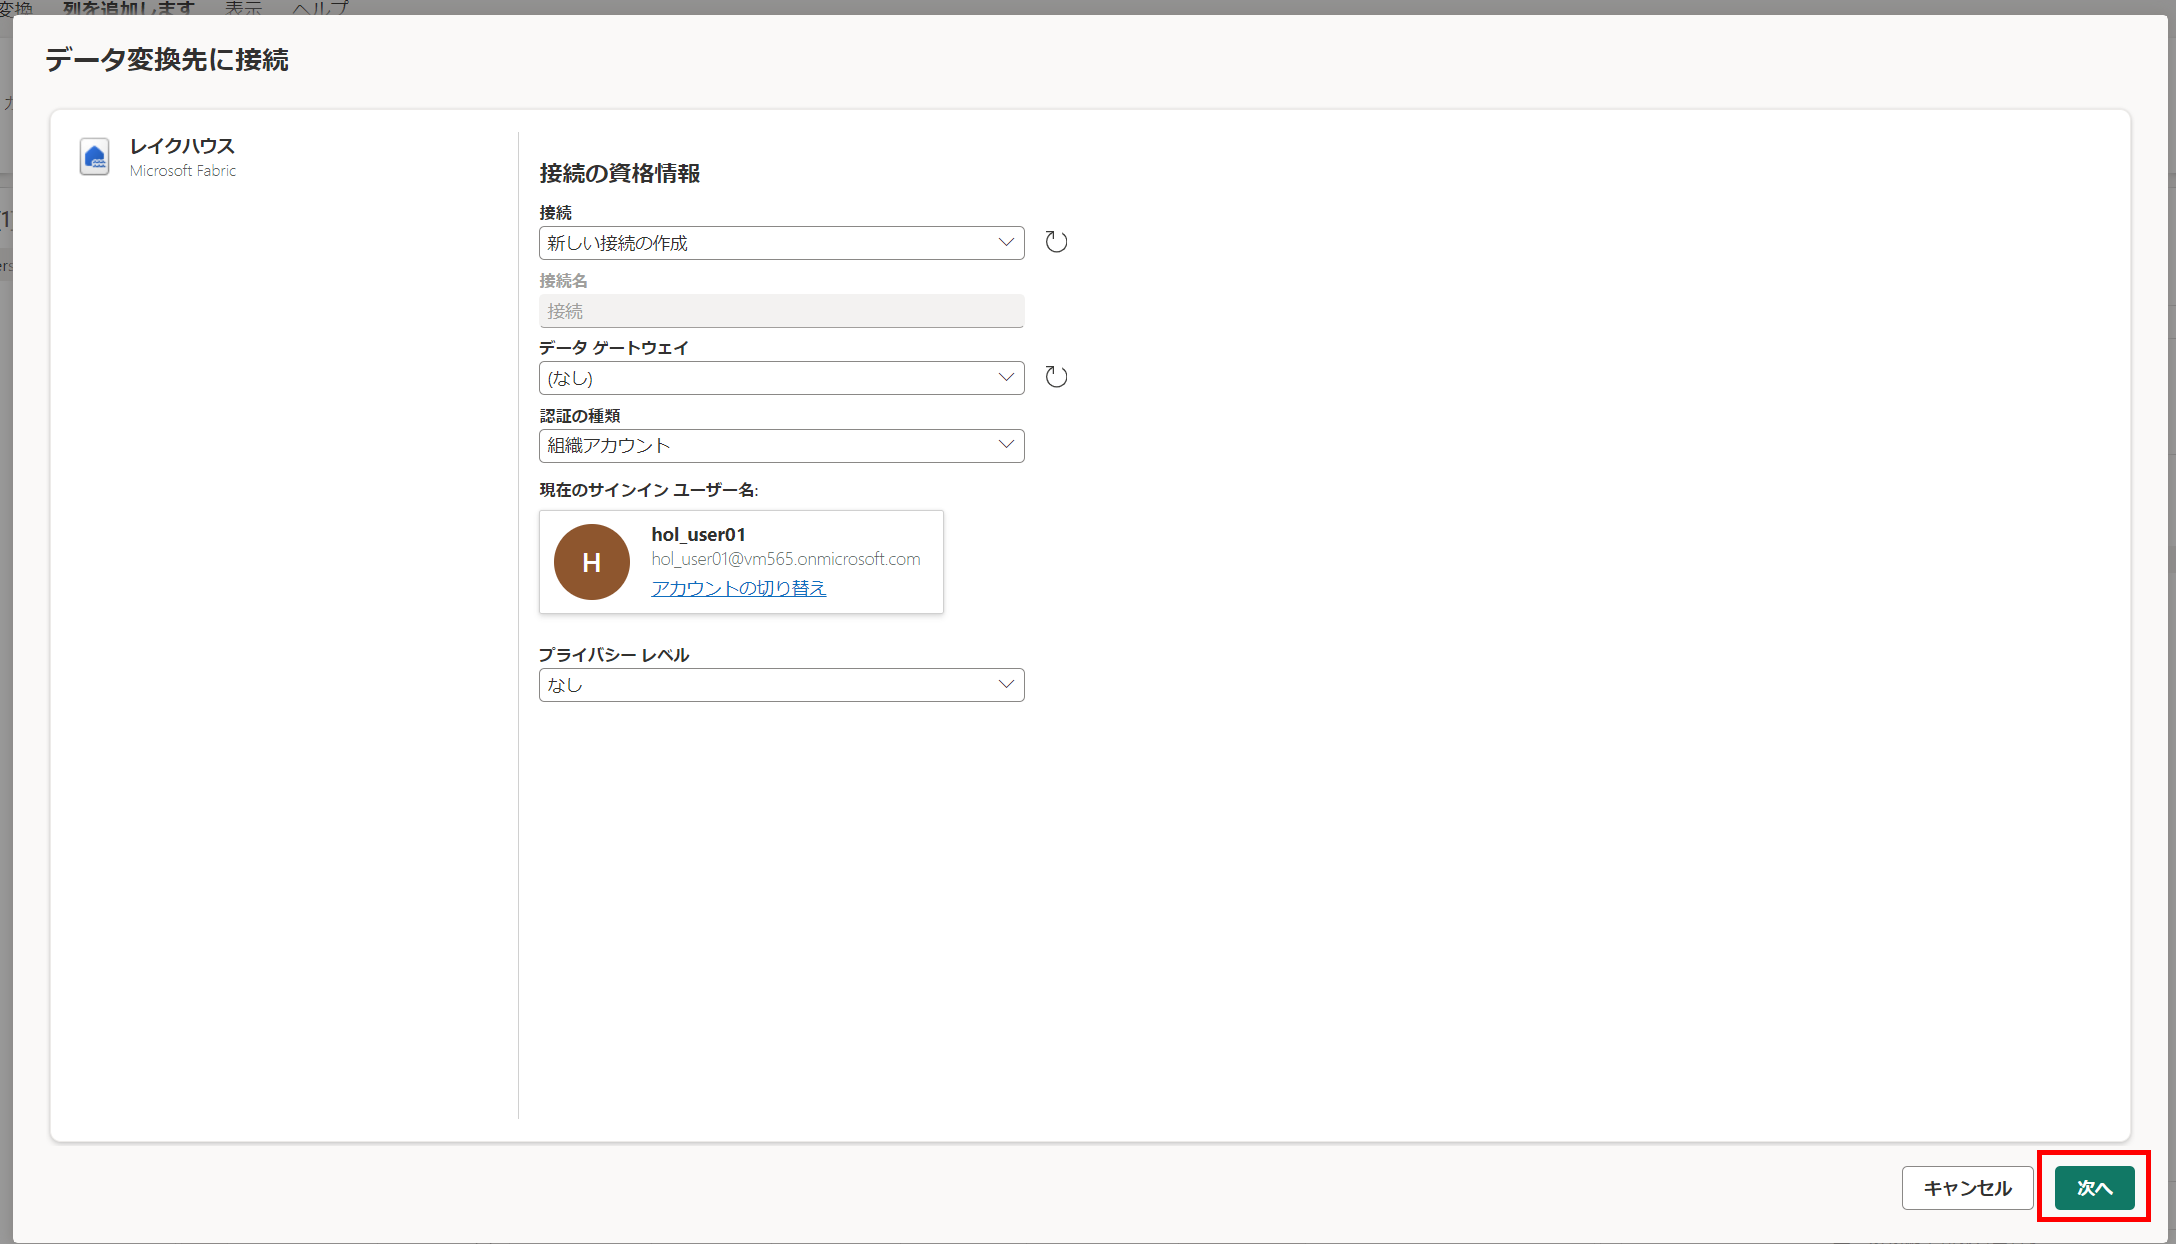 変換 列を追加します 表示 ヘルプ
データ変換先に接続
レイクハウス
Microsoft Fabric
接続の資格情報
接続
新しい接続の作成
接続名
接続
データ ゲートウェイ
(なし)
認証の種類
組織アカウント
現在のサインイン ユーザー名:
H
hol_user01
hol_user01@vm565.onmicrosoft.com
アカウントの切り替え
プライバシー レベル
なし
キャンセル
次へ